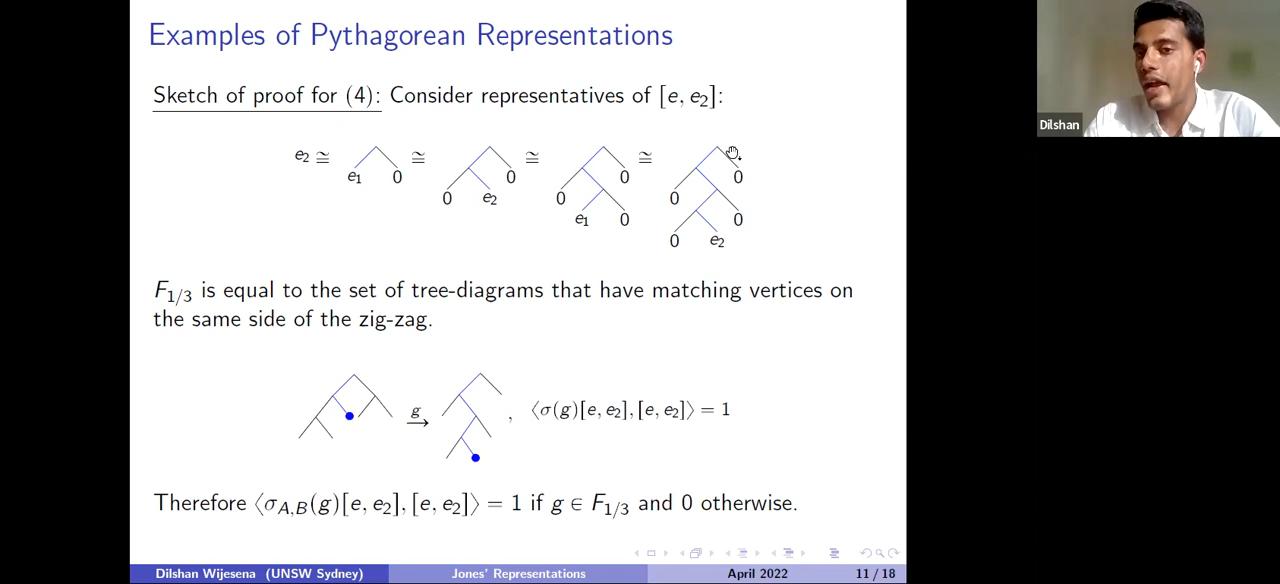 Examples of Pythagorean Representations
Sketch of proof for (4): Consider representatives of [e, e₂]:
e₂ ≅ e₁ 0 ≅ 0 e₂ 0 ≅ 0 e₁ 0 0 ≅ 0 0 e₂ 0 0
F₁/₃ is equal to the set of tree-diagrams that have matching vertices on
the same side of the zig-zag.
g → , ⟨σ(g)[e, e₂], [e, e₂]⟩ = 1
Therefore ⟨σ_A,B(g)[e, e₂], [e, e₂]⟩ = 1 if g ∈ F₁/₃ and 0 otherwise.
Dilshan Wijesena (UNSW Sydney) Jones' Representations April 2022 11 / 18
Dilshan